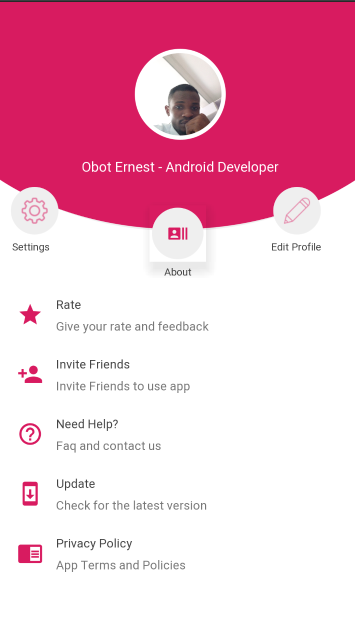 Obot Ernest - Android Developer
Settings
Edit Profile
About
Rate
Give your rate and feedback
Invite Friends
Invite Friends to use app
Need Help?
Faq and contact us
Update
Check for the latest version
Privacy Policy
App Terms and Policies